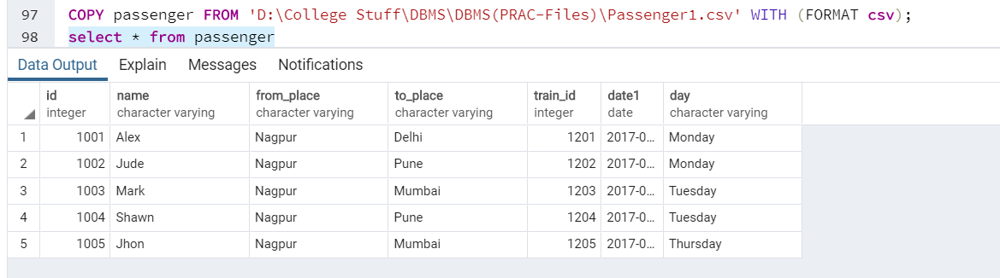 97 COPY passenger FROM 'D:\College Stuff\DBMS\DBMS(PRAC-Files)\Passenger1.csv' WITH (FORMAT csv);
98 select * from passenger
Data Output Explain Messages Notifications
id name from_place to_place train_id date1 day
integer character varying character varying character varying integer date character varying
1 1001 Alex Nagpur Delhi 1201 2017-0... Monday
2 1002 Jude Nagpur Pune 1202 2017-0... Monday
3 1003 Mark Nagpur Mumbai 1203 2017-0... Tuesday
4 1004 Shawn Nagpur Pune 1204 2017-0... Tuesday
5 1005 Jhon Nagpur Mumbai 1205 2017-0... Thursday